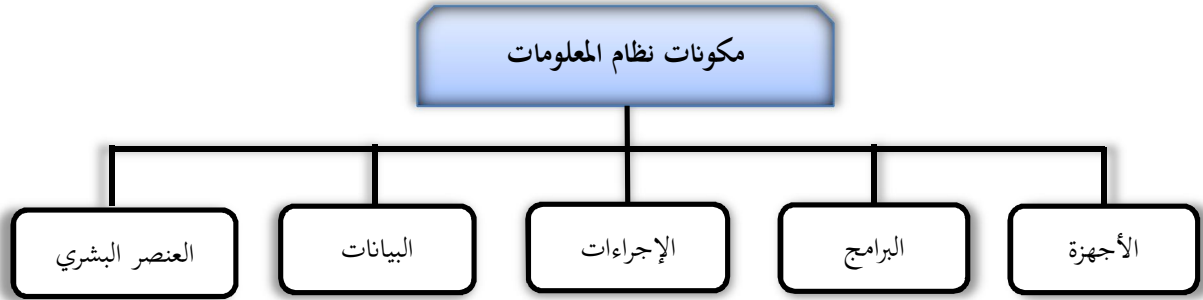 مكونات نظام المعلومات
الأجهزة
البرامج
الإجراءات
البيانات
العنصر البشري